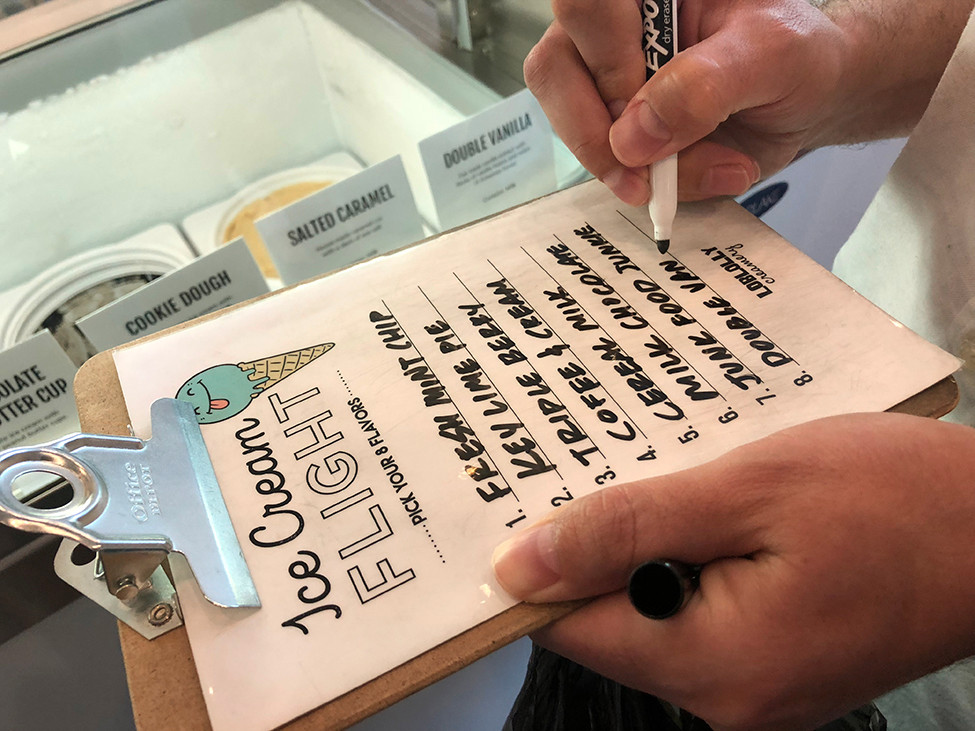 Ice Cream
FLIGHT
.....PICK YOUR 8 FLAVORS.....
1. FRESH MINT CHIP
2. KEY LIME PIE
3. TRIPLE BERRY
4. COFFEE & CREAM
5. CEREAL MILK
6. MILK CHOCOLATE
7. JUNK FOOD JUNKIE
8. DOUBLE VAN
LOBLOLLY
creamery
DOUBLE VANILLA
SALTED CARAMEL
COOKIE DOUGH
OLATE
TTER CUP
EXPO
dry erase
Office
DEPOT